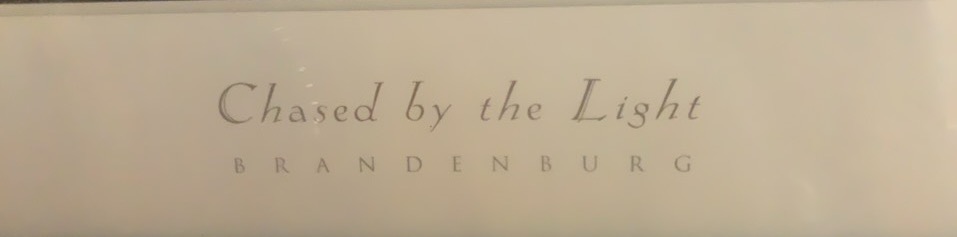 Chased by the Light
BRANDENBURG